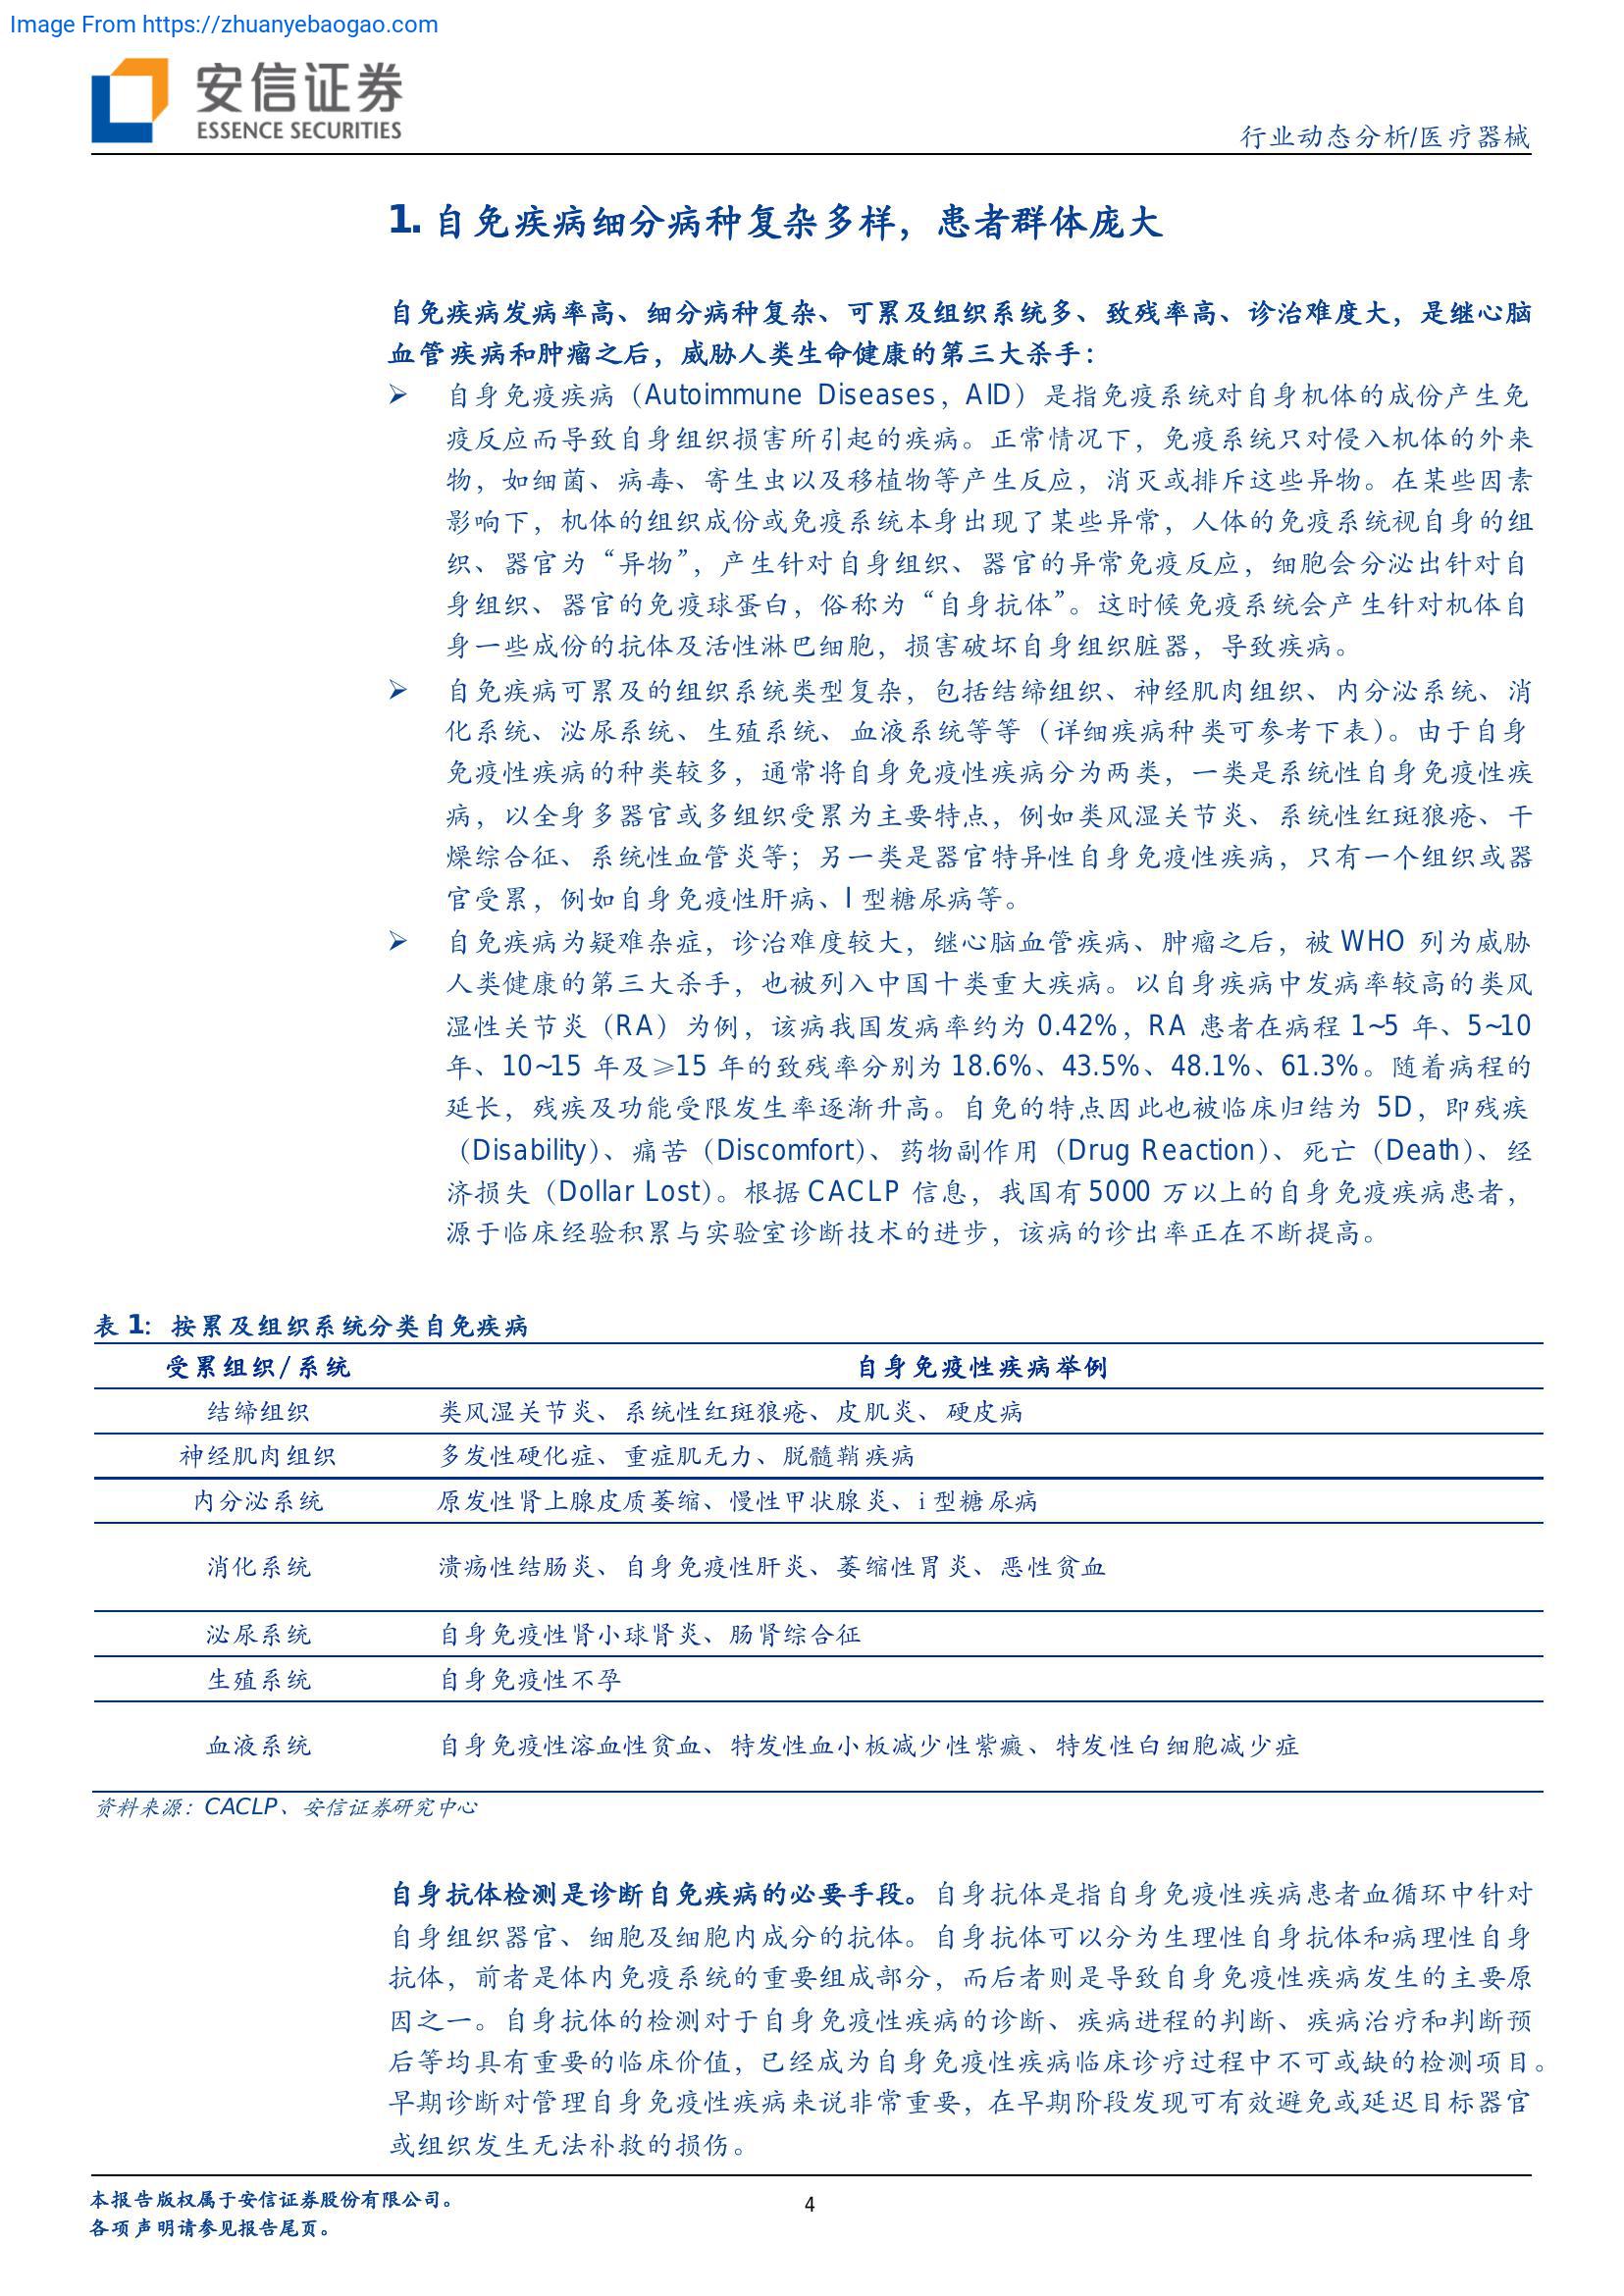 Image From https://zhuanyebaogao.com
安信证券
ESSENCE SECURITIES
行业动态分析/医疗器械
1. 自免疾病细分病种复杂多样，患者群体庞大
自免疾病发病率高、细分病种复杂、可累及组织系统多、致残率高、诊治难度大，是继心脑
血管疾病和肿瘤之后，威胁人类生命健康的第三大杀手：
➢ 自身免疫疾病（Autoimmune Diseases，AID）是指免疫系统对自身机体的成份产生免
疫反应而导致自身组织损害所引起的疾病。正常情况下，免疫系统只对侵入机体的外来
物，如细菌、病毒、寄生虫以及移植物等产生反应，消灭或排斥这些异物。在某些因素
影响下，机体的组织成份或免疫系统本身出现了某些异常，人体的免疫系统视自身的组
织、器官为“异物”，产生针对自身组织、器官的异常免疫反应，细胞会分泌出针对自
身组织、器官的免疫球蛋白，俗称为“自身抗体”。这时候免疫系统会产生针对机体自
身一些成份的抗体及活性淋巴细胞，损害破坏自身组织脏器，导致疾病。
➢ 自免疾病可累及的组织系统类型复杂，包括结缔组织、神经肌肉组织、内分泌系统、消
化系统、泌尿系统、生殖系统、血液系统等等（详细疾病种类可参考下表）。由于自身
免疫性疾病的种类较多，通常将自身免疫性疾病分为两类，一类是系统性自身免疫性疾
病，以全身多器官或多组织受累为主要特点，例如类风湿关节炎、系统性红斑狼疮、干
燥综合征、系统性血管炎等；另一类是器官特异性自身免疫性疾病，只有一个组织或器
官受累，例如自身免疫性肝病、I 型糖尿病等。
➢ 自免疾病为疑难杂症，诊治难度较大，继心脑血管疾病、肿瘤之后，被 WHO 列为威胁
人类健康的第三大杀手，也被列入中国十类重大疾病。以自身疾病中发病率较高的类风
湿性关节炎（RA）为例，该病我国发病率约为 0.42%，RA 患者在病程 1~5 年、5~10
年、10~15 年及≥15 年的致残率分别为 18.6%、43.5%、48.1%、61.3%。随着病程的
延长，残疾及功能受限发生率逐渐升高。自免的特点因此也被临床归结为 5D，即残疾
（Disability）、痛苦（Discomfort）、药物副作用（Drug Reaction）、死亡（Death）、经
济损失（Dollar Lost）。根据 CACLP 信息，我国有 5000 万以上的自身免疫疾病患者，
源于临床经验积累与实验室诊断技术的进步，该病的诊出率正在不断提高。
表 1：按累及组织系统分类自免疾病
受累组织/系统 自身免疫性疾病举例
结缔组织 类风湿关节炎、系统性红斑狼疮、皮肌炎、硬皮病
神经肌肉组织 多发性硬化症、重症肌无力、脱髓鞘疾病
内分泌系统 原发性肾上腺皮质萎缩、慢性甲状腺炎、i 型糖尿病
消化系统 溃疡性结肠炎、自身免疫性肝炎、萎缩性胃炎、恶性贫血
泌尿系统 自身免疫性肾小球肾炎、肠肾综合征
生殖系统 自身免疫性不孕
血液系统 自身免疫性溶血性贫血、特发性血小板减少性紫癜、特发性白细胞减少症
资料来源：CACLP、安信证券研究中心
自身抗体检测是诊断自免疾病的必要手段。自身抗体是指自身免疫性疾病患者血循环中针对
自身组织器官、细胞及细胞内成分的抗体。自身抗体可以分为生理性自身抗体和病理性自身
抗体，前者是体内免疫系统的重要组成部分，而后者则是导致自身免疫性疾病发生的主要原
因之一。自身抗体的检测对于自身免疫性疾病的诊断、疾病进程的判断、疾病治疗和判断预
后等均具有重要的临床价值，已经成为自身免疫性疾病临床诊疗过程中不可或缺的检测项目。
早期诊断对管理自身免疫性疾病来说非常重要，在早期阶段发现可有效避免或延迟目标器官
或组织发生无法补救的损伤。
本报告版权属于安信证券股份有限公司。
4
各项声明请参见报告尾页。